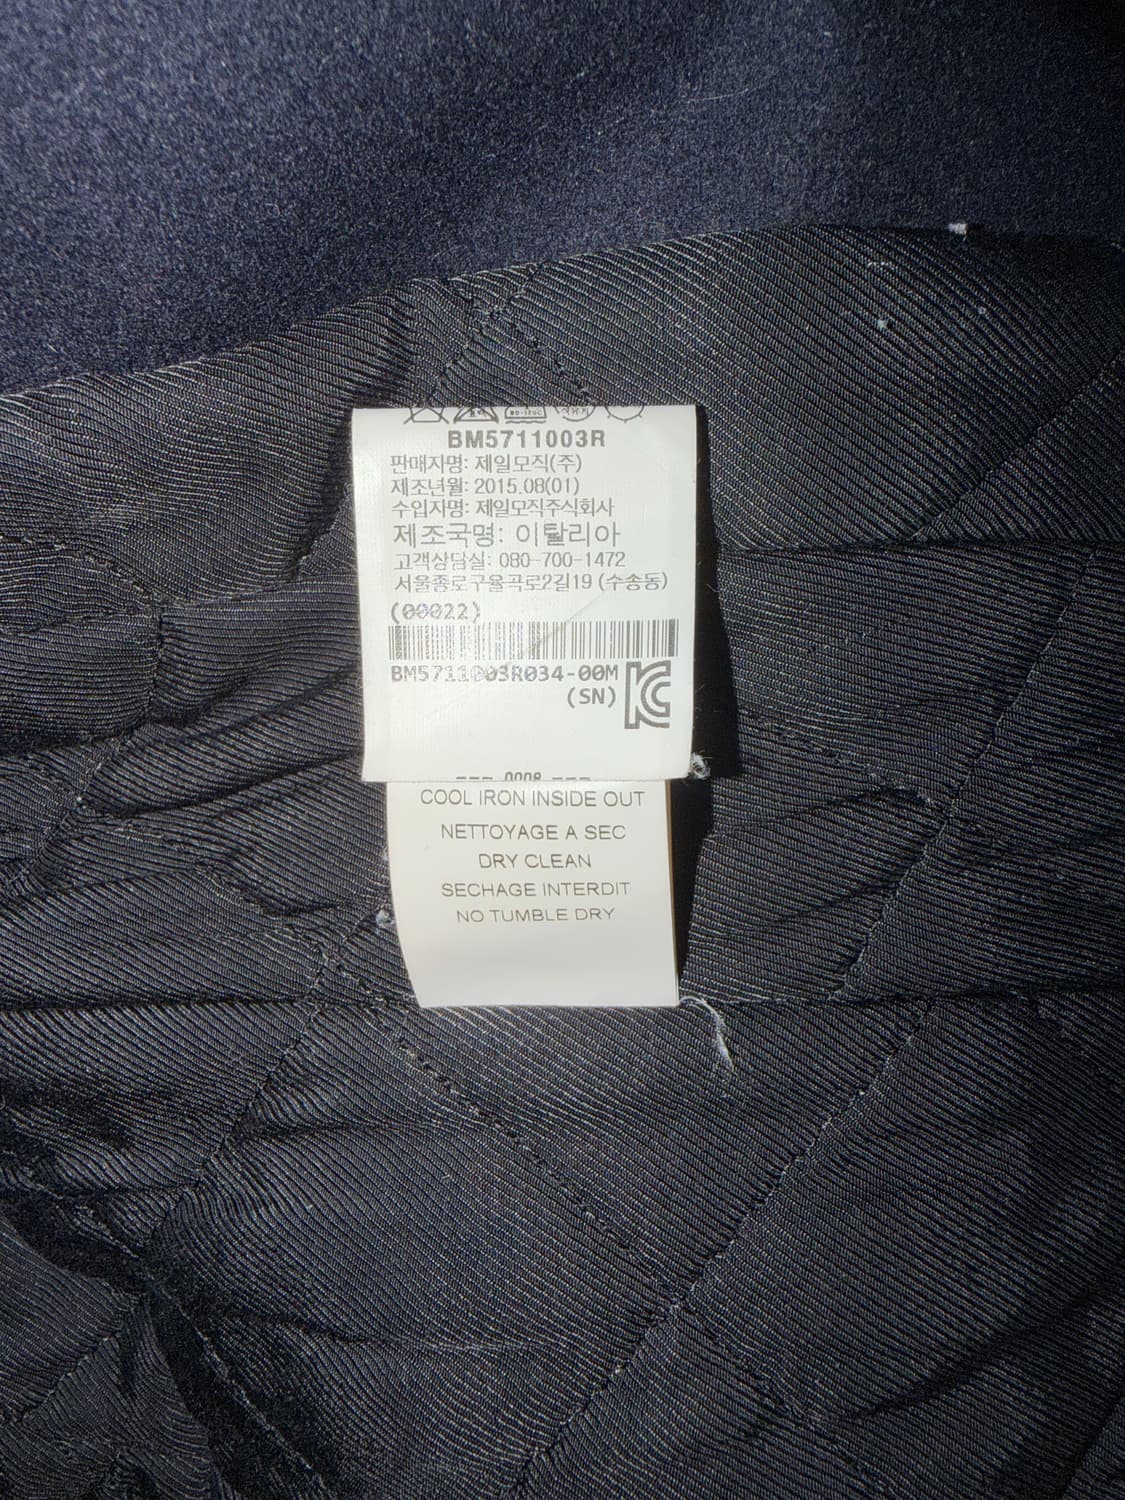 BM5711003R
판매자명: 제일모직(주)
제조년월: 2015.08(01)
수입자명: 제일모직주식회사
제조국명: 이탈리아
고객상담실: 080-700-1472
서울종로구율곡로2길19 (수송동)
(00022)
BM5711003R034-00M
(SN)
COOL IRON INSIDE OUT
NETTOYAGE A SEC
DRY CLEAN
SECHAGE INTERDIT
NO TUMBLE DRY